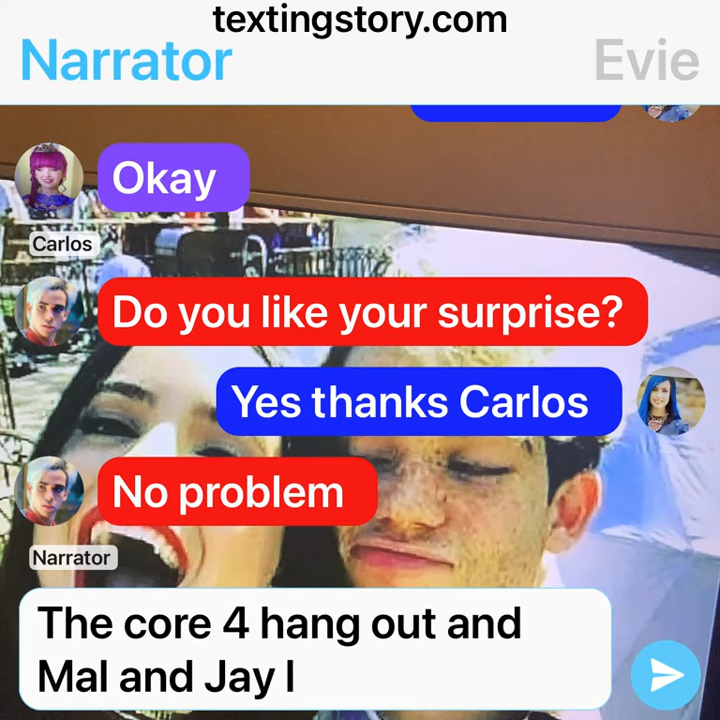 textingstory.com
Narrator Evie
Okay
Carlos
Do you like your surprise?
Yes thanks Carlos
No problem
Narrator
The core 4 hang out and
Mal and Jay l